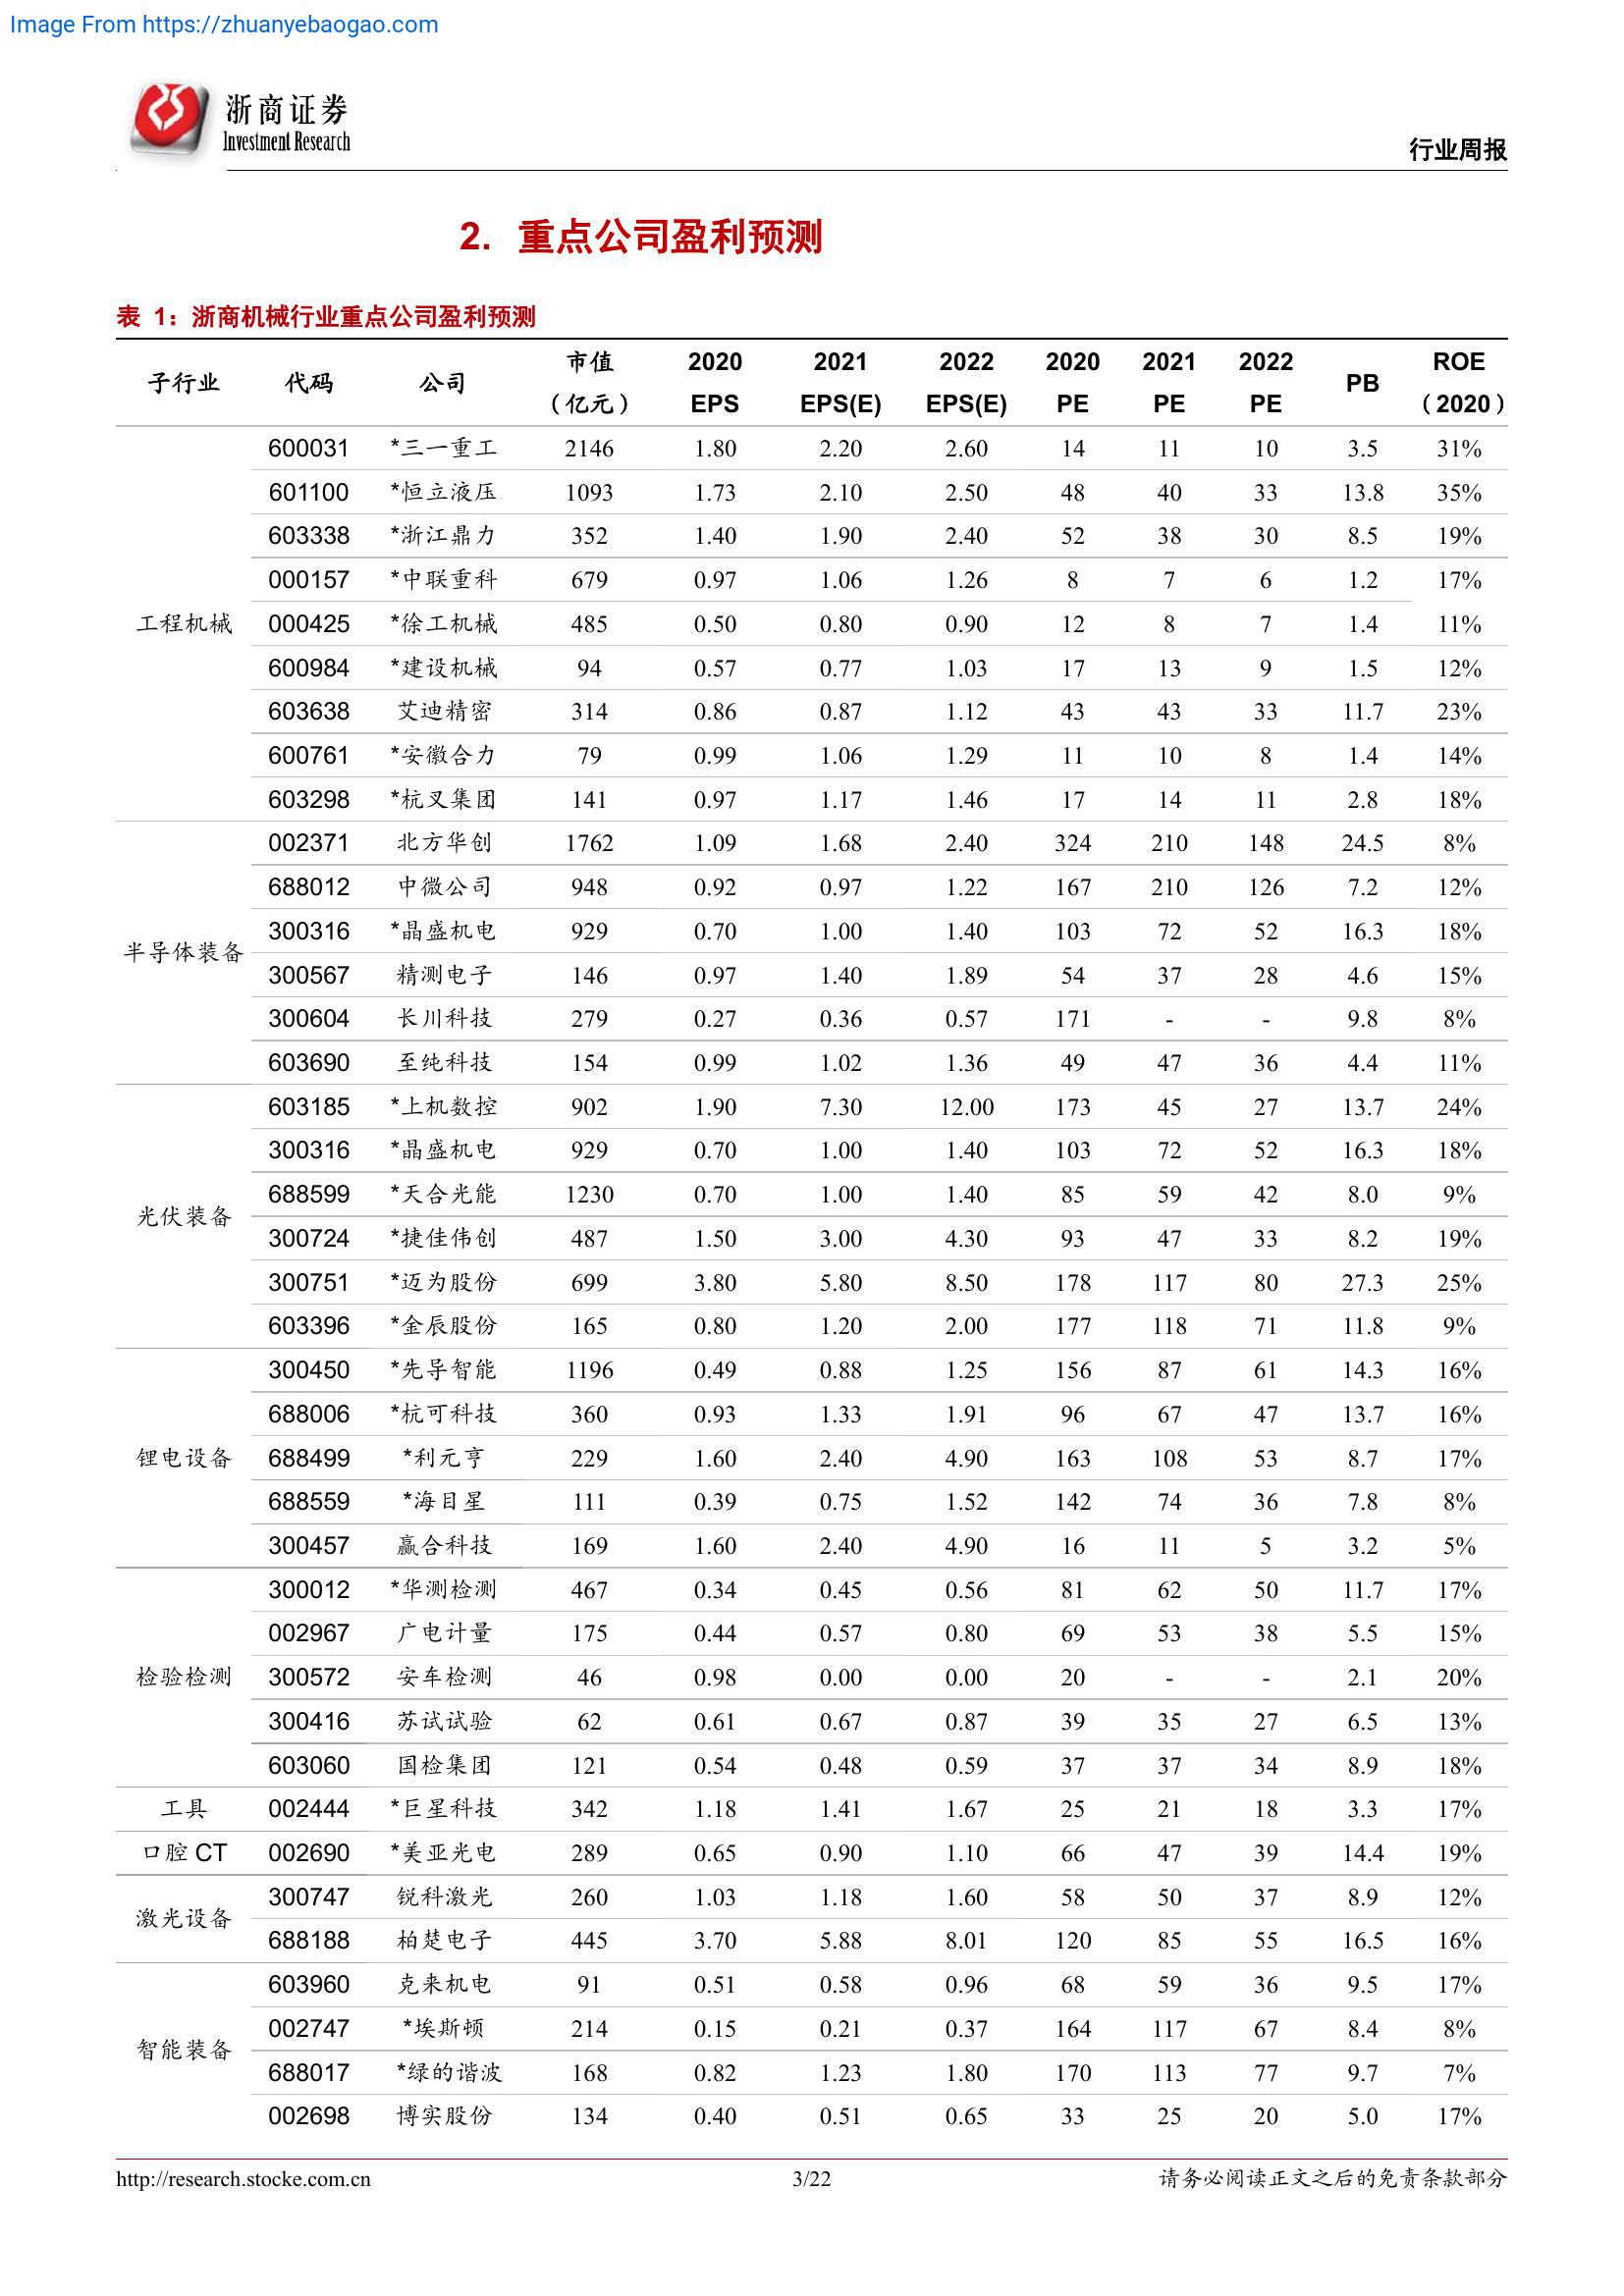 Image From https://zhuanyebaogao.com
浙商证券
Investment Research
行业周报
2. 重点公司盈利预测
表 1：浙商机械行业重点公司盈利预测
子行业 代码 公司 市值（亿元） 2020 EPS 2021 EPS(E) 2022 EPS(E) 2020 PE 2021 PE 2022 PE PB ROE（2020）
600031 *三一重工 2146 1.80 2.20 2.60 14 11 10 3.5 31%
601100 *恒立液压 1093 1.73 2.10 2.50 48 40 33 13.8 35%
603338 *浙江鼎力 352 1.40 1.90 2.40 52 38 30 8.5 19%
000157 *中联重科 679 0.97 1.06 1.26 8 7 6 1.2 17%
工程机械 000425 *徐工机械 485 0.50 0.80 0.90 12 8 7 1.4 11%
600984 *建设机械 94 0.57 0.77 1.03 17 13 9 1.5 12%
603638 艾迪精密 314 0.86 0.87 1.12 43 43 33 11.7 23%
600761 *安徽合力 79 0.99 1.06 1.29 11 10 8 1.4 14%
603298 *杭叉集团 141 0.97 1.17 1.46 17 14 11 2.8 18%
002371 北方华创 1762 1.09 1.68 2.40 324 210 148 24.5 8%
688012 中微公司 948 0.92 0.97 1.22 167 210 126 7.2 12%
300316 *晶盛机电 929 0.70 1.00 1.40 103 72 52 16.3 18%
半导体装备
300567 精测电子 146 0.97 1.40 1.89 54 37 28 4.6 15%
300604 长川科技 279 0.27 0.36 0.57 171 - - 9.8 8%
603690 至纯科技 154 0.99 1.02 1.36 49 47 36 4.4 11%
603185 *上机数控 902 1.90 7.30 12.00 173 45 27 13.7 24%
300316 *晶盛机电 929 0.70 1.00 1.40 103 72 52 16.3 18%
688599 *天合光能 1230 0.70 1.00 1.40 85 59 42 8.0 9%
光伏装备
300724 *捷佳伟创 487 1.50 3.00 4.30 93 47 33 8.2 19%
300751 *迈为股份 699 3.80 5.80 8.50 178 117 80 27.3 25%
603396 *金辰股份 165 0.80 1.20 2.00 177 118 71 11.8 9%
300450 *先导智能 1196 0.49 0.88 1.25 156 87 61 14.3 16%
688006 *杭可科技 360 0.93 1.33 1.91 96 67 47 13.7 16%
锂电设备 688499 *利元亨 229 1.60 2.40 4.90 163 108 53 8.7 17%
688559 *海目星 111 0.39 0.75 1.52 142 74 36 7.8 8%
300457 赢合科技 169 1.60 2.40 4.90 16 11 5 3.2 5%
300012 *华测检测 467 0.34 0.45 0.56 81 62 50 11.7 17%
002967 广电计量 175 0.44 0.57 0.80 69 53 38 5.5 15%
检验检测 300572 安车检测 46 0.98 0.00 0.00 20 - - 2.1 20%
300416 苏试试验 62 0.61 0.67 0.87 39 35 27 6.5 13%
603060 国检集团 121 0.54 0.48 0.59 37 37 34 8.9 18%
工具 002444 *巨星科技 342 1.18 1.41 1.67 25 21 18 3.3 17%
口腔 CT 002690 *美亚光电 289 0.65 0.90 1.10 66 47 39 14.4 19%
300747 锐科激光 260 1.03 1.18 1.60 58 50 37 8.9 12%
激光设备
688188 柏楚电子 445 3.70 5.88 8.01 120 85 55 16.5 16%
603960 克来机电 91 0.51 0.58 0.96 68 59 36 9.5 17%
002747 *埃斯顿 214 0.15 0.21 0.37 164 117 67 8.4 8%
智能装备
688017 *绿的谐波 168 0.82 1.23 1.80 170 113 77 9.7 7%
002698 博实股份 134 0.40 0.51 0.65 33 25 20 5.0 17%
http://research.stocke.com.cn 3/22 请务必阅读正文之后的免责条款部分